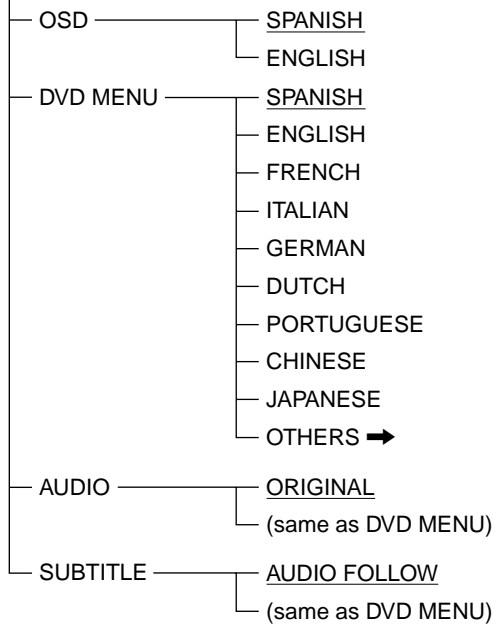 OSD SPANISH
ENGLISH
DVD MENU SPANISH
ENGLISH
FRENCH
ITALIAN
GERMAN
DUTCH
PORTUGUESE
CHINESE
JAPANESE
OTHERS ➡
AUDIO ORIGINAL
(same as DVD MENU)
SUBTITLE AUDIO FOLLOW
(same as DVD MENU)